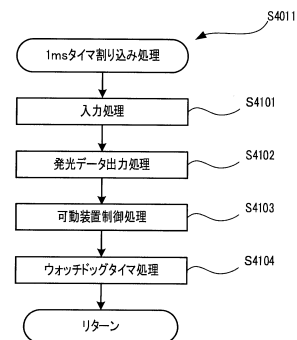 S4011
1msタイマ割り込み処理
入力処理
S4101
発光データ出力処理
S4102
可動装置制御処理
S4103
ウォッチドッグタイマ処理
S4104
リターン